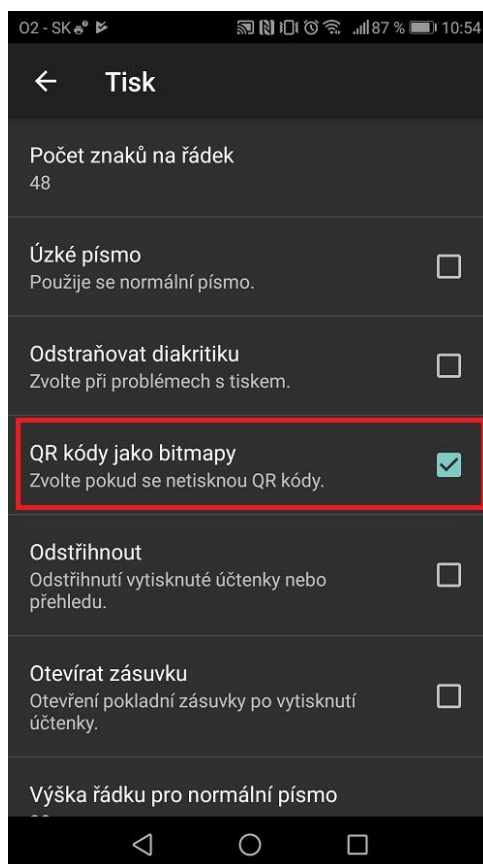 O2 - SK
87 %
10:54
Tisk
Počet znaků na řádek
48
Úzké písmo
Použije se normální písmo.
Odstraňovat diakritiku
Zvolte při problémech s tiskem.
QR kódy jako bitmapy
Zvolte pokud se netisknou QR kódy.
Odstřihnout
Odstřihnutí vytisknuté účtenky nebo
přehledu.
Otevírat zásuvku
Otevření pokladní zásuvky po vytisknutí
účtenky.
Výška řádku pro normální písmo